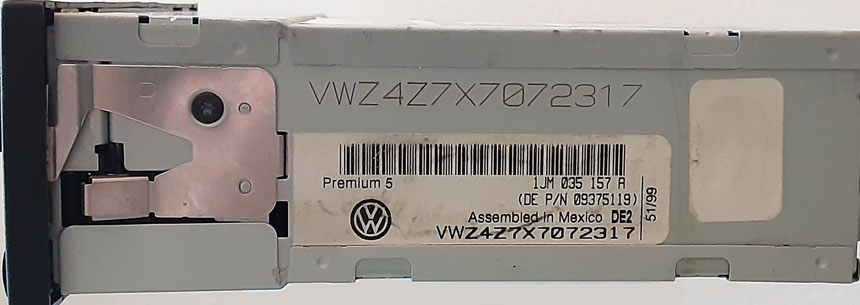 VWZ4Z7X7072317
Premium 5
1JM 035 157 A
(DE P/N 09375119)
Assembled in Mexico DE2
VWZ4Z7X7072317
51/99